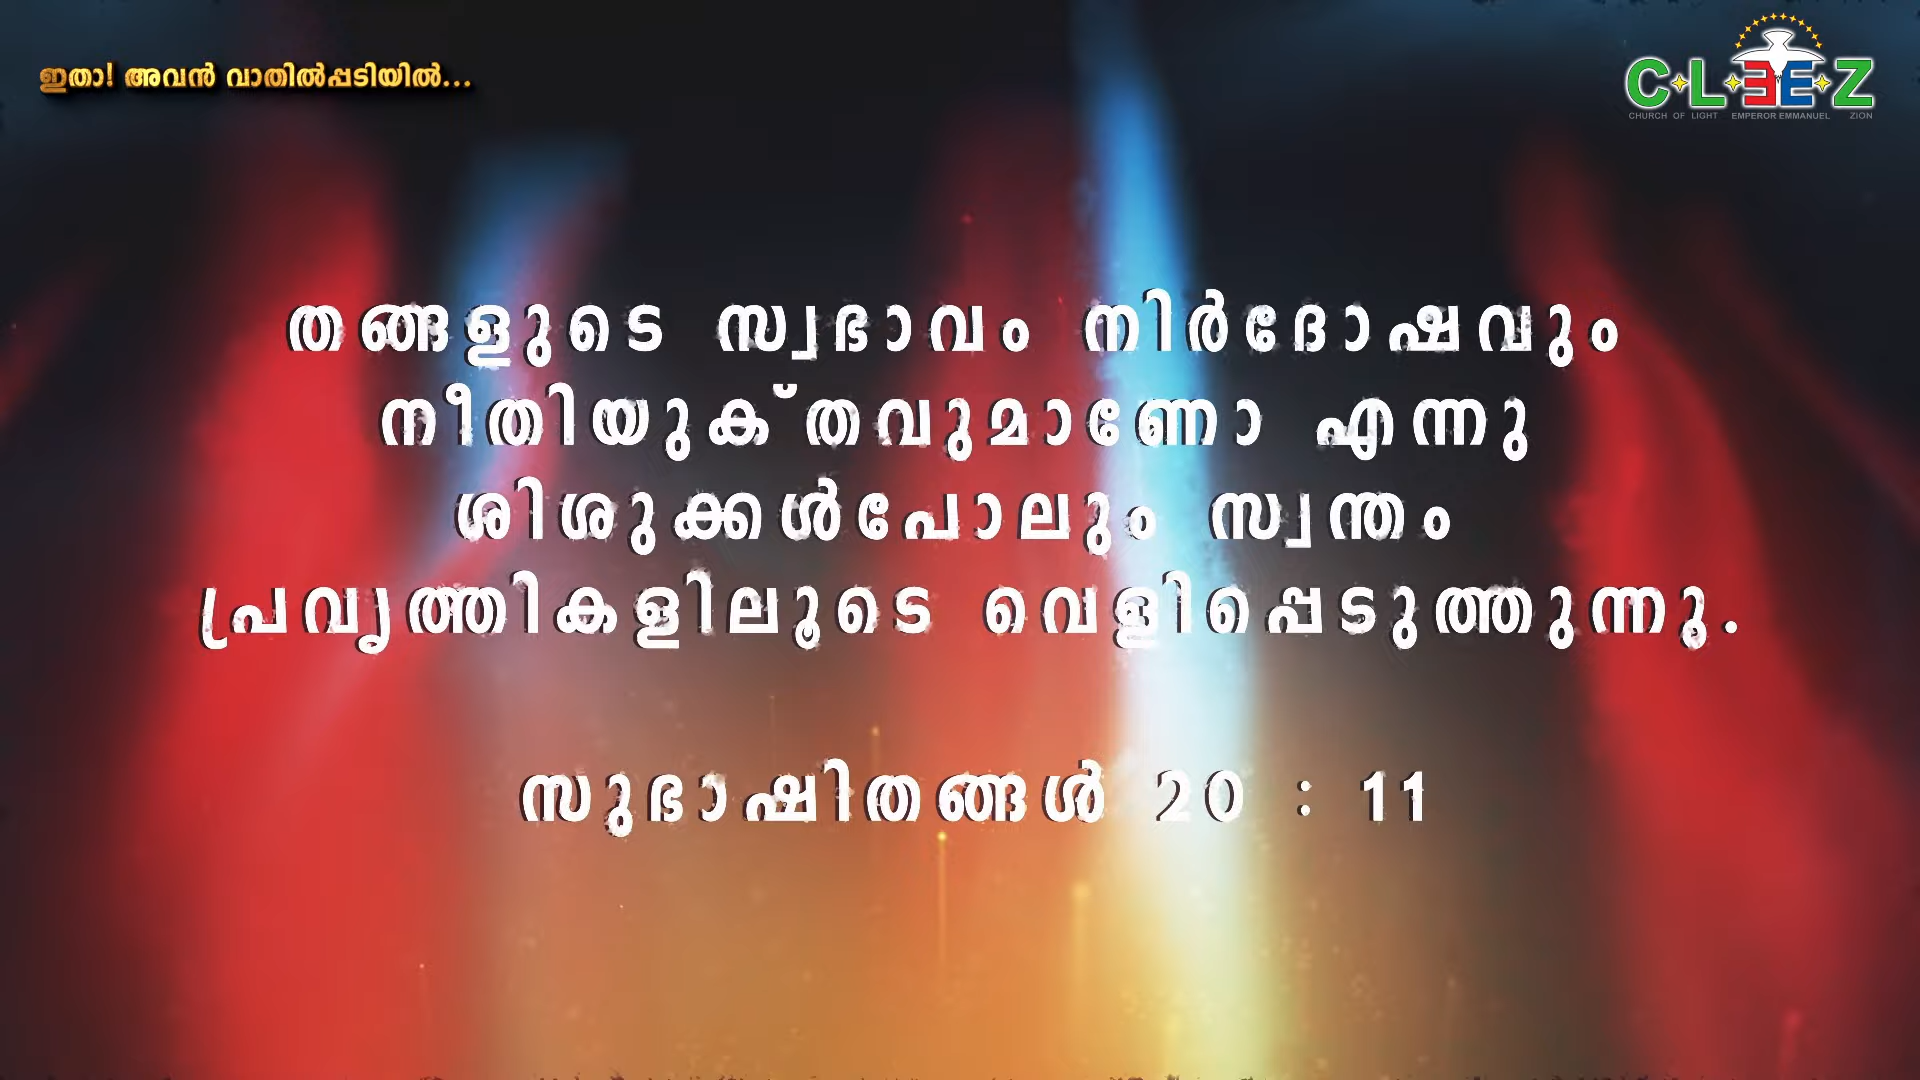 ഇതാ! അവൻ വാതിൽപ്പടിയിൽ...
C·L·E·E·Z
CHURCH OF LIGHT EMPEROR EMMANUEL ZION
തങ്ങളുടെ സ്വഭാവം നിർദോഷവും
നീതിയുക്‌തവുമാണോ എന്നു
ശിശുക്കൾപോലും സ്വന്തം
പ്രവൃത്തികളിലൂടെ വെളിപ്പെടുത്തുന്നൂ.
സുഭാഷിതങ്ങൾ 20 : 11